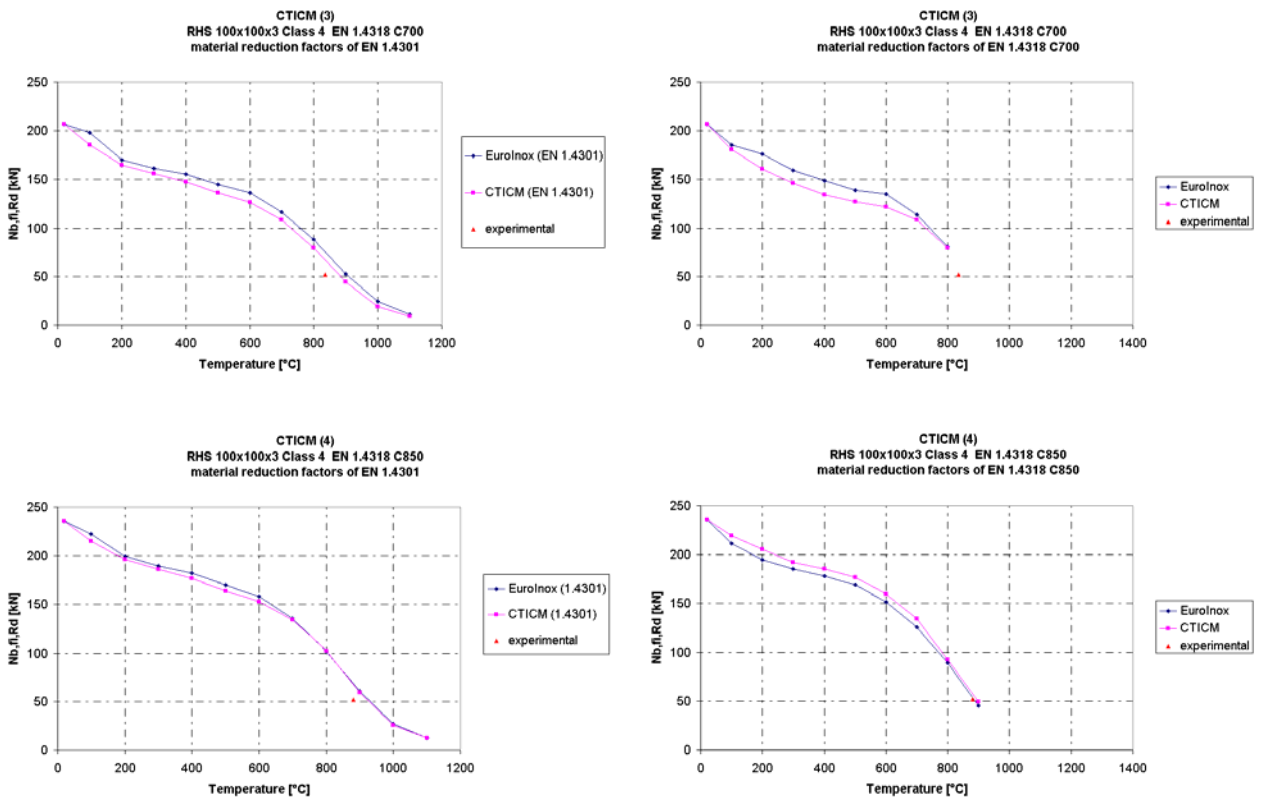 CTICM (3)
RHS 100x100x3 Class 4 EN 1.4318 C700
material reduction factors of EN 1.4301
250
200
150
100
50
0
Nb,fi,Rd [kN]
0 200 400 600 800 1000 1200
Temperature [°C]
EuroInox (EN 1.4301)
CTICM (EN 1.4301)
experimental
CTICM (3)
RHS 100x100x3 Class 4 EN 1.4318 C700
material reduction factors of EN 1.4318 C700
250
200
150
100
50
0
Nb,fi,Rd [kN]
0 200 400 600 800 1000 1200 1400
Temperature [°C]
EuroInox
CTICM
experimental
CTICM (4)
RHS 100x100x3 Class 4 EN 1.4318 C850
material reduction factors of EN 1.4301
250
200
150
100
50
0
Nb,fi,Rd [kN]
0 200 400 600 800 1000 1200
Temperature [°C]
EuroInox (1.4301)
CTICM (1.4301)
experimental
CTICM (4)
RHS 100x100x3 Class 4 EN 1.4318 C850
material reduction factors of EN 1.4318 C850
250
200
150
100
50
0
Nb,fi,Rd [kN]
0 200 400 600 800 1000 1200 1400
Temperature [°C]
EuroInox
CTICM
experimental